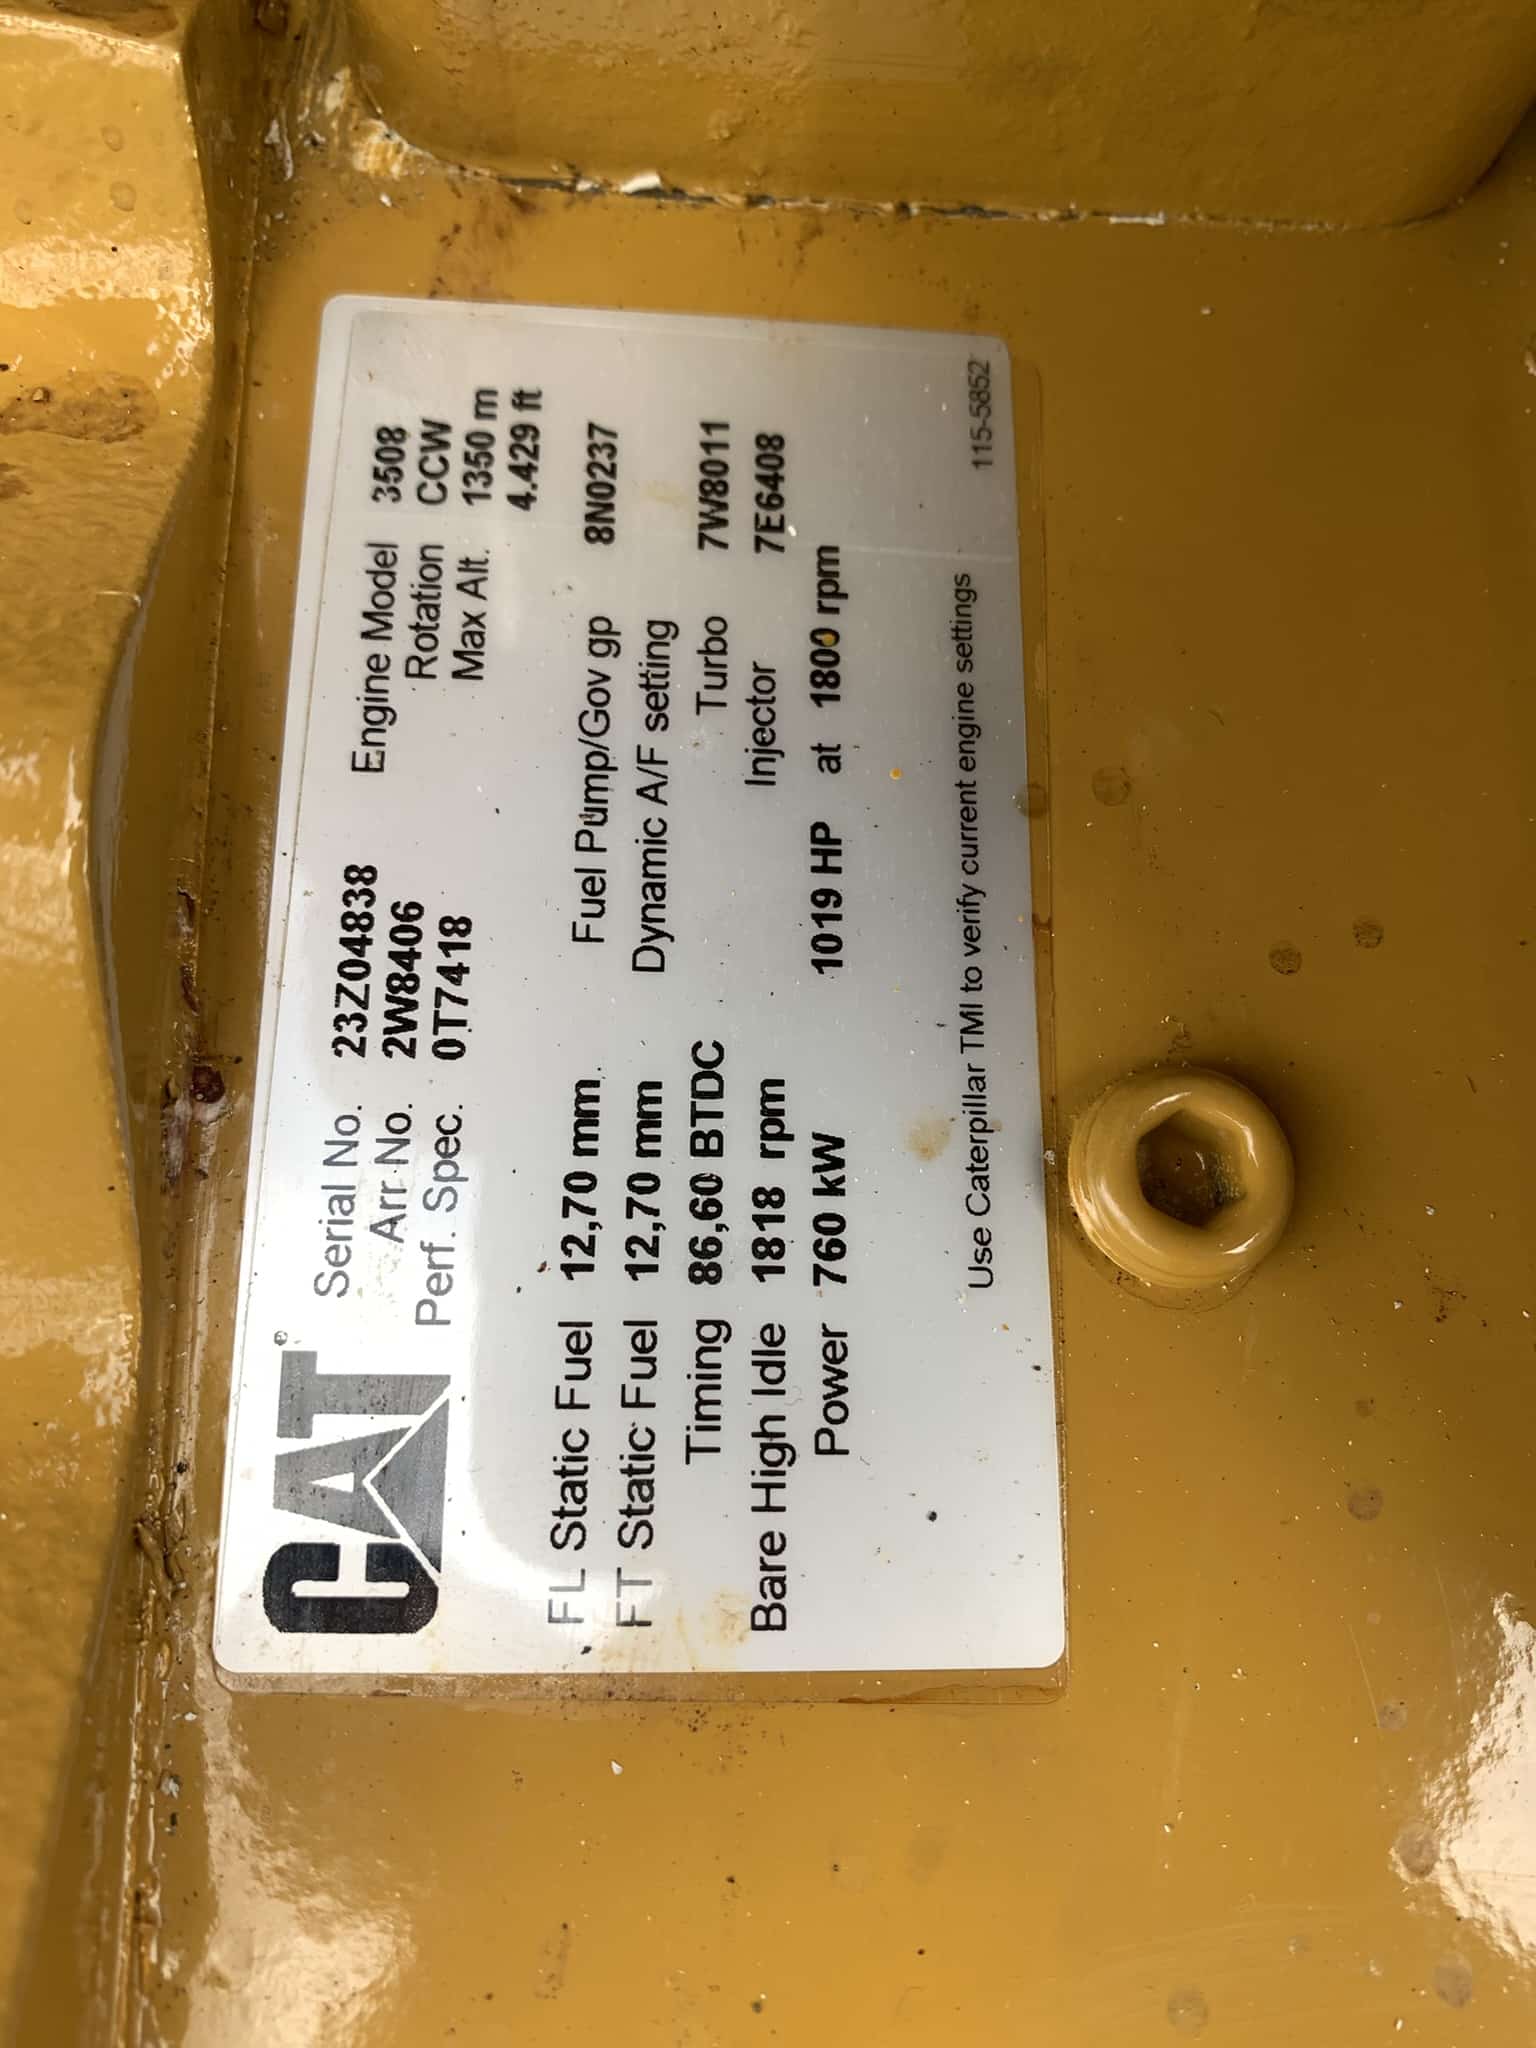 CAT®
Serial No. 23Z04838 Engine Model 3508
Arr. No. 2W8406 Rotation CCW
Perf. Spec. 0T7418 Max Alt. 1350 m
4.429 ft
FL Static Fuel 12,70 mm Fuel Pump/Gov gp 8N0237
FT Static Fuel 12,70 mm Dynamic A/F setting
Timing 86,60 BTDC Turbo 7W8011
Bare High Idle 1818 rpm Injector 7E6408
Power 760 kW 1019 HP at 1800 rpm
Use Caterpillar TMI to verify current engine settings 115-5852